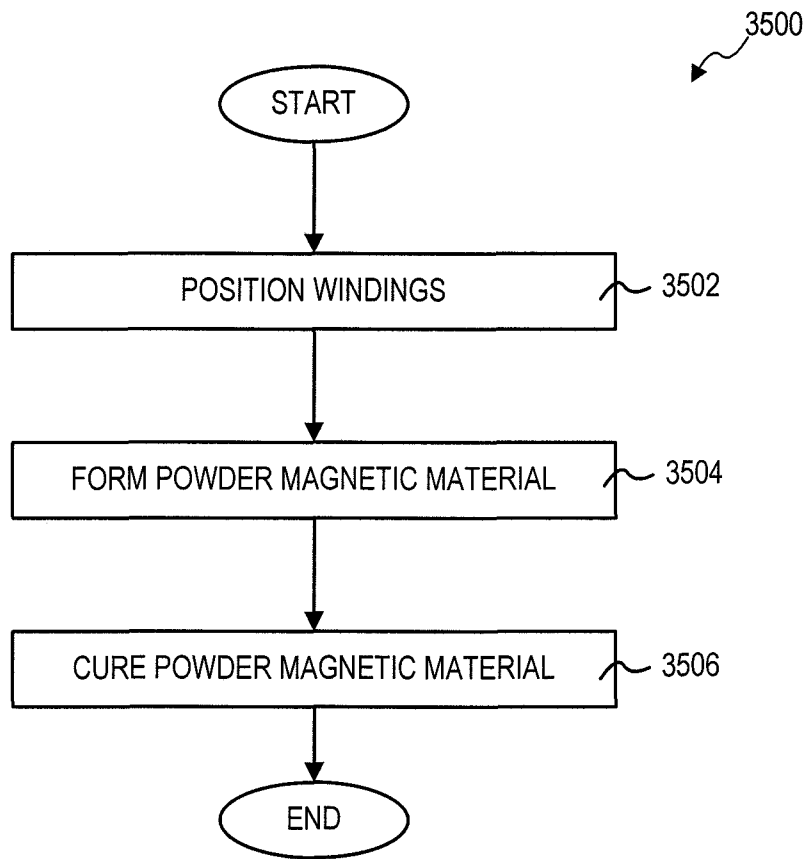 3500
START
POSITION WINDINGS
3502
FORM POWDER MAGNETIC MATERIAL
3504
CURE POWDER MAGNETIC MATERIAL
3506
END